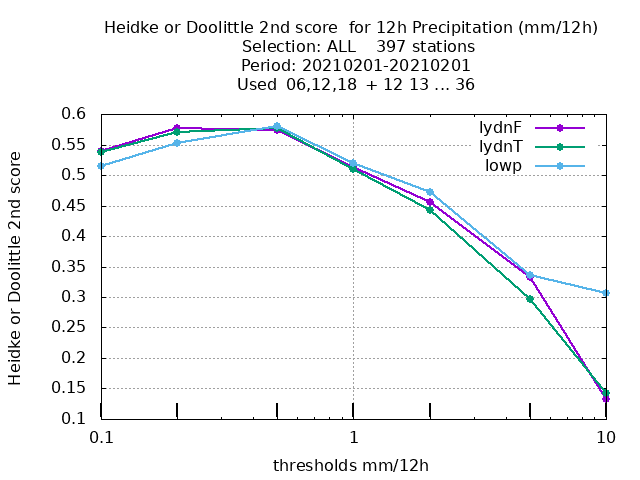 Heidke or Doolittle 2nd score  for 12h Precipitation (mm/12h)
Selection: ALL    397 stations
Period: 20210201-20210201
Used  06,12,18  + 12 13 ... 36
lydnF
lydnT
lowp
0.6
0.55
0.5
0.45
0.4
0.35
0.3
0.25
0.2
0.15
0.1
Heidke or Doolittle 2nd score
0.1 1 10
thresholds mm/12h